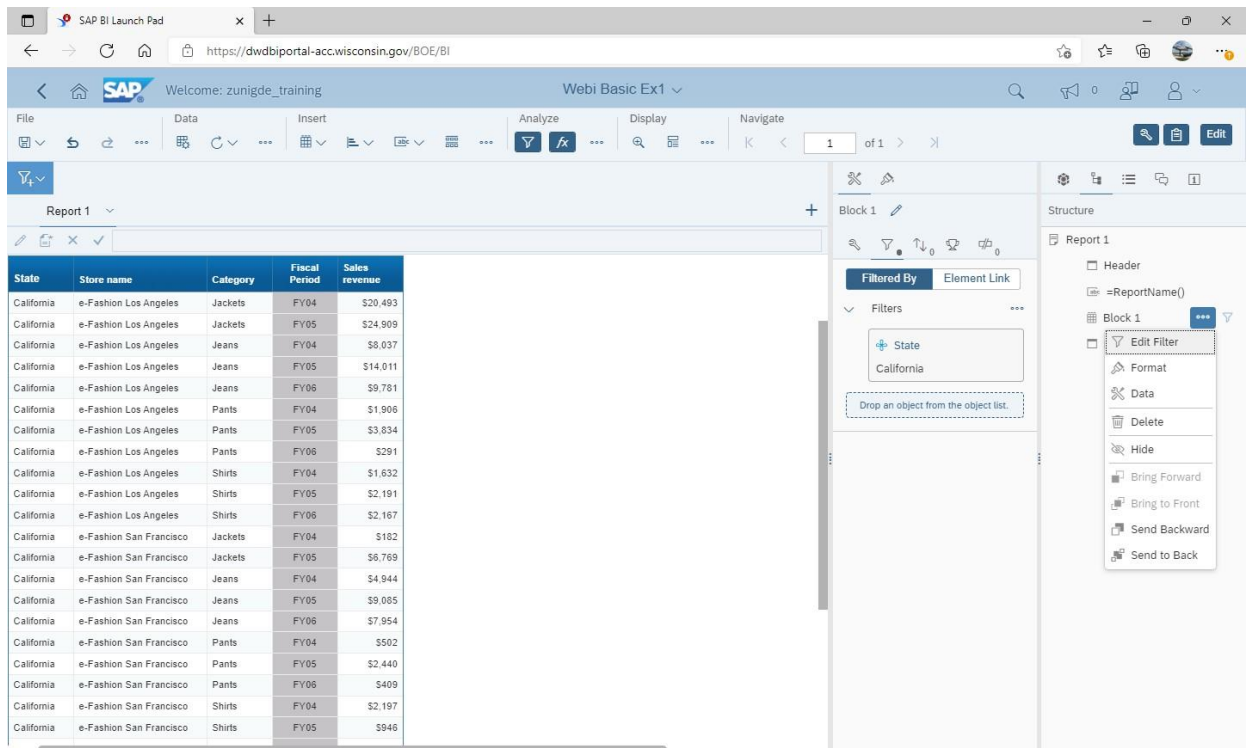 SAP BI Launch Pad
https://dwdbiportal-acc.wisconsin.gov/BOE/BI
SAP Welcome: zunigde_training Webi Basic Ex1 0
File Data Insert Analyze Display Navigate
1 of 1 Edit
Report 1 Block 1 Structure
Report 1
Header
=ReportName()
Block 1
Filtered By Element Link
Filters
State
California
Drop an object from the object list.
Edit Filter
Format
Data
Delete
Hide
Bring Forward
Bring to Front
Send Backward
Send to Back
State Store name Category Fiscal Period Sales revenue
California e-Fashion Los Angeles Jackets FY04 $20,493
California e-Fashion Los Angeles Jackets FY05 $24,909
California e-Fashion Los Angeles Jeans FY04 $8,037
California e-Fashion Los Angeles Jeans FY05 $14,011
California e-Fashion Los Angeles Jeans FY06 $9,781
California e-Fashion Los Angeles Pants FY04 $1,906
California e-Fashion Los Angeles Pants FY05 $3,834
California e-Fashion Los Angeles Pants FY06 $291
California e-Fashion Los Angeles Shirts FY04 $1,632
California e-Fashion Los Angeles Shirts FY05 $2,191
California e-Fashion Los Angeles Shirts FY06 $2,167
California e-Fashion San Francisco Jackets FY04 $182
California e-Fashion San Francisco Jackets FY05 $6,769
California e-Fashion San Francisco Jeans FY04 $4,944
California e-Fashion San Francisco Jeans FY05 $9,085
California e-Fashion San Francisco Jeans FY06 $7,954
California e-Fashion San Francisco Pants FY04 $502
California e-Fashion San Francisco Pants FY05 $2,440
California e-Fashion San Francisco Pants FY06 $409
California e-Fashion San Francisco Shirts FY04 $2,197
California e-Fashion San Francisco Shirts FY05 $946